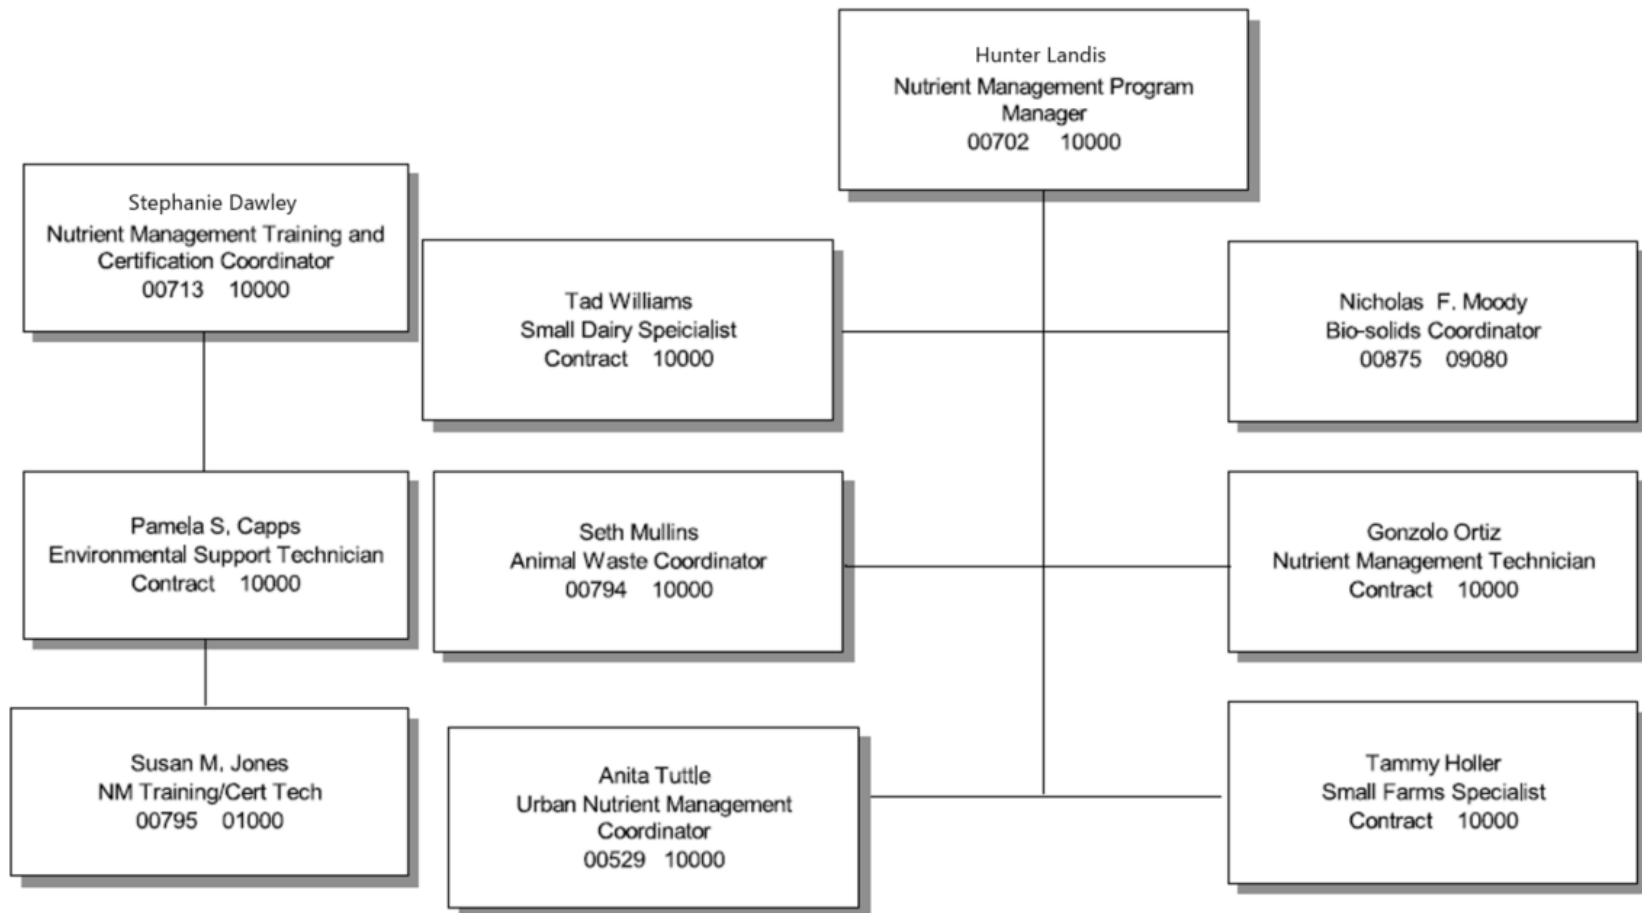 Hunter Landis
Nutrient Management Program
Manager
00702 10000
Stephanie Dawley
Nutrient Management Training and
Certification Coordinator
00713 10000
Tad Williams
Small Dairy Speicialist
Contract 10000
Nicholas F. Moody
Bio-solids Coordinator
00875 09080
Pamela S. Capps
Environmental Support Technician
Contract 10000
Seth Mullins
Animal Waste Coordinator
00794 10000
Gonzolo Ortiz
Nutrient Management Technician
Contract 10000
Susan M. Jones
NM Training/Cert Tech
00795 01000
Anita Tuttle
Urban Nutrient Management
Coordinator
00529 10000
Tammy Holler
Small Farms Specialist
Contract 10000